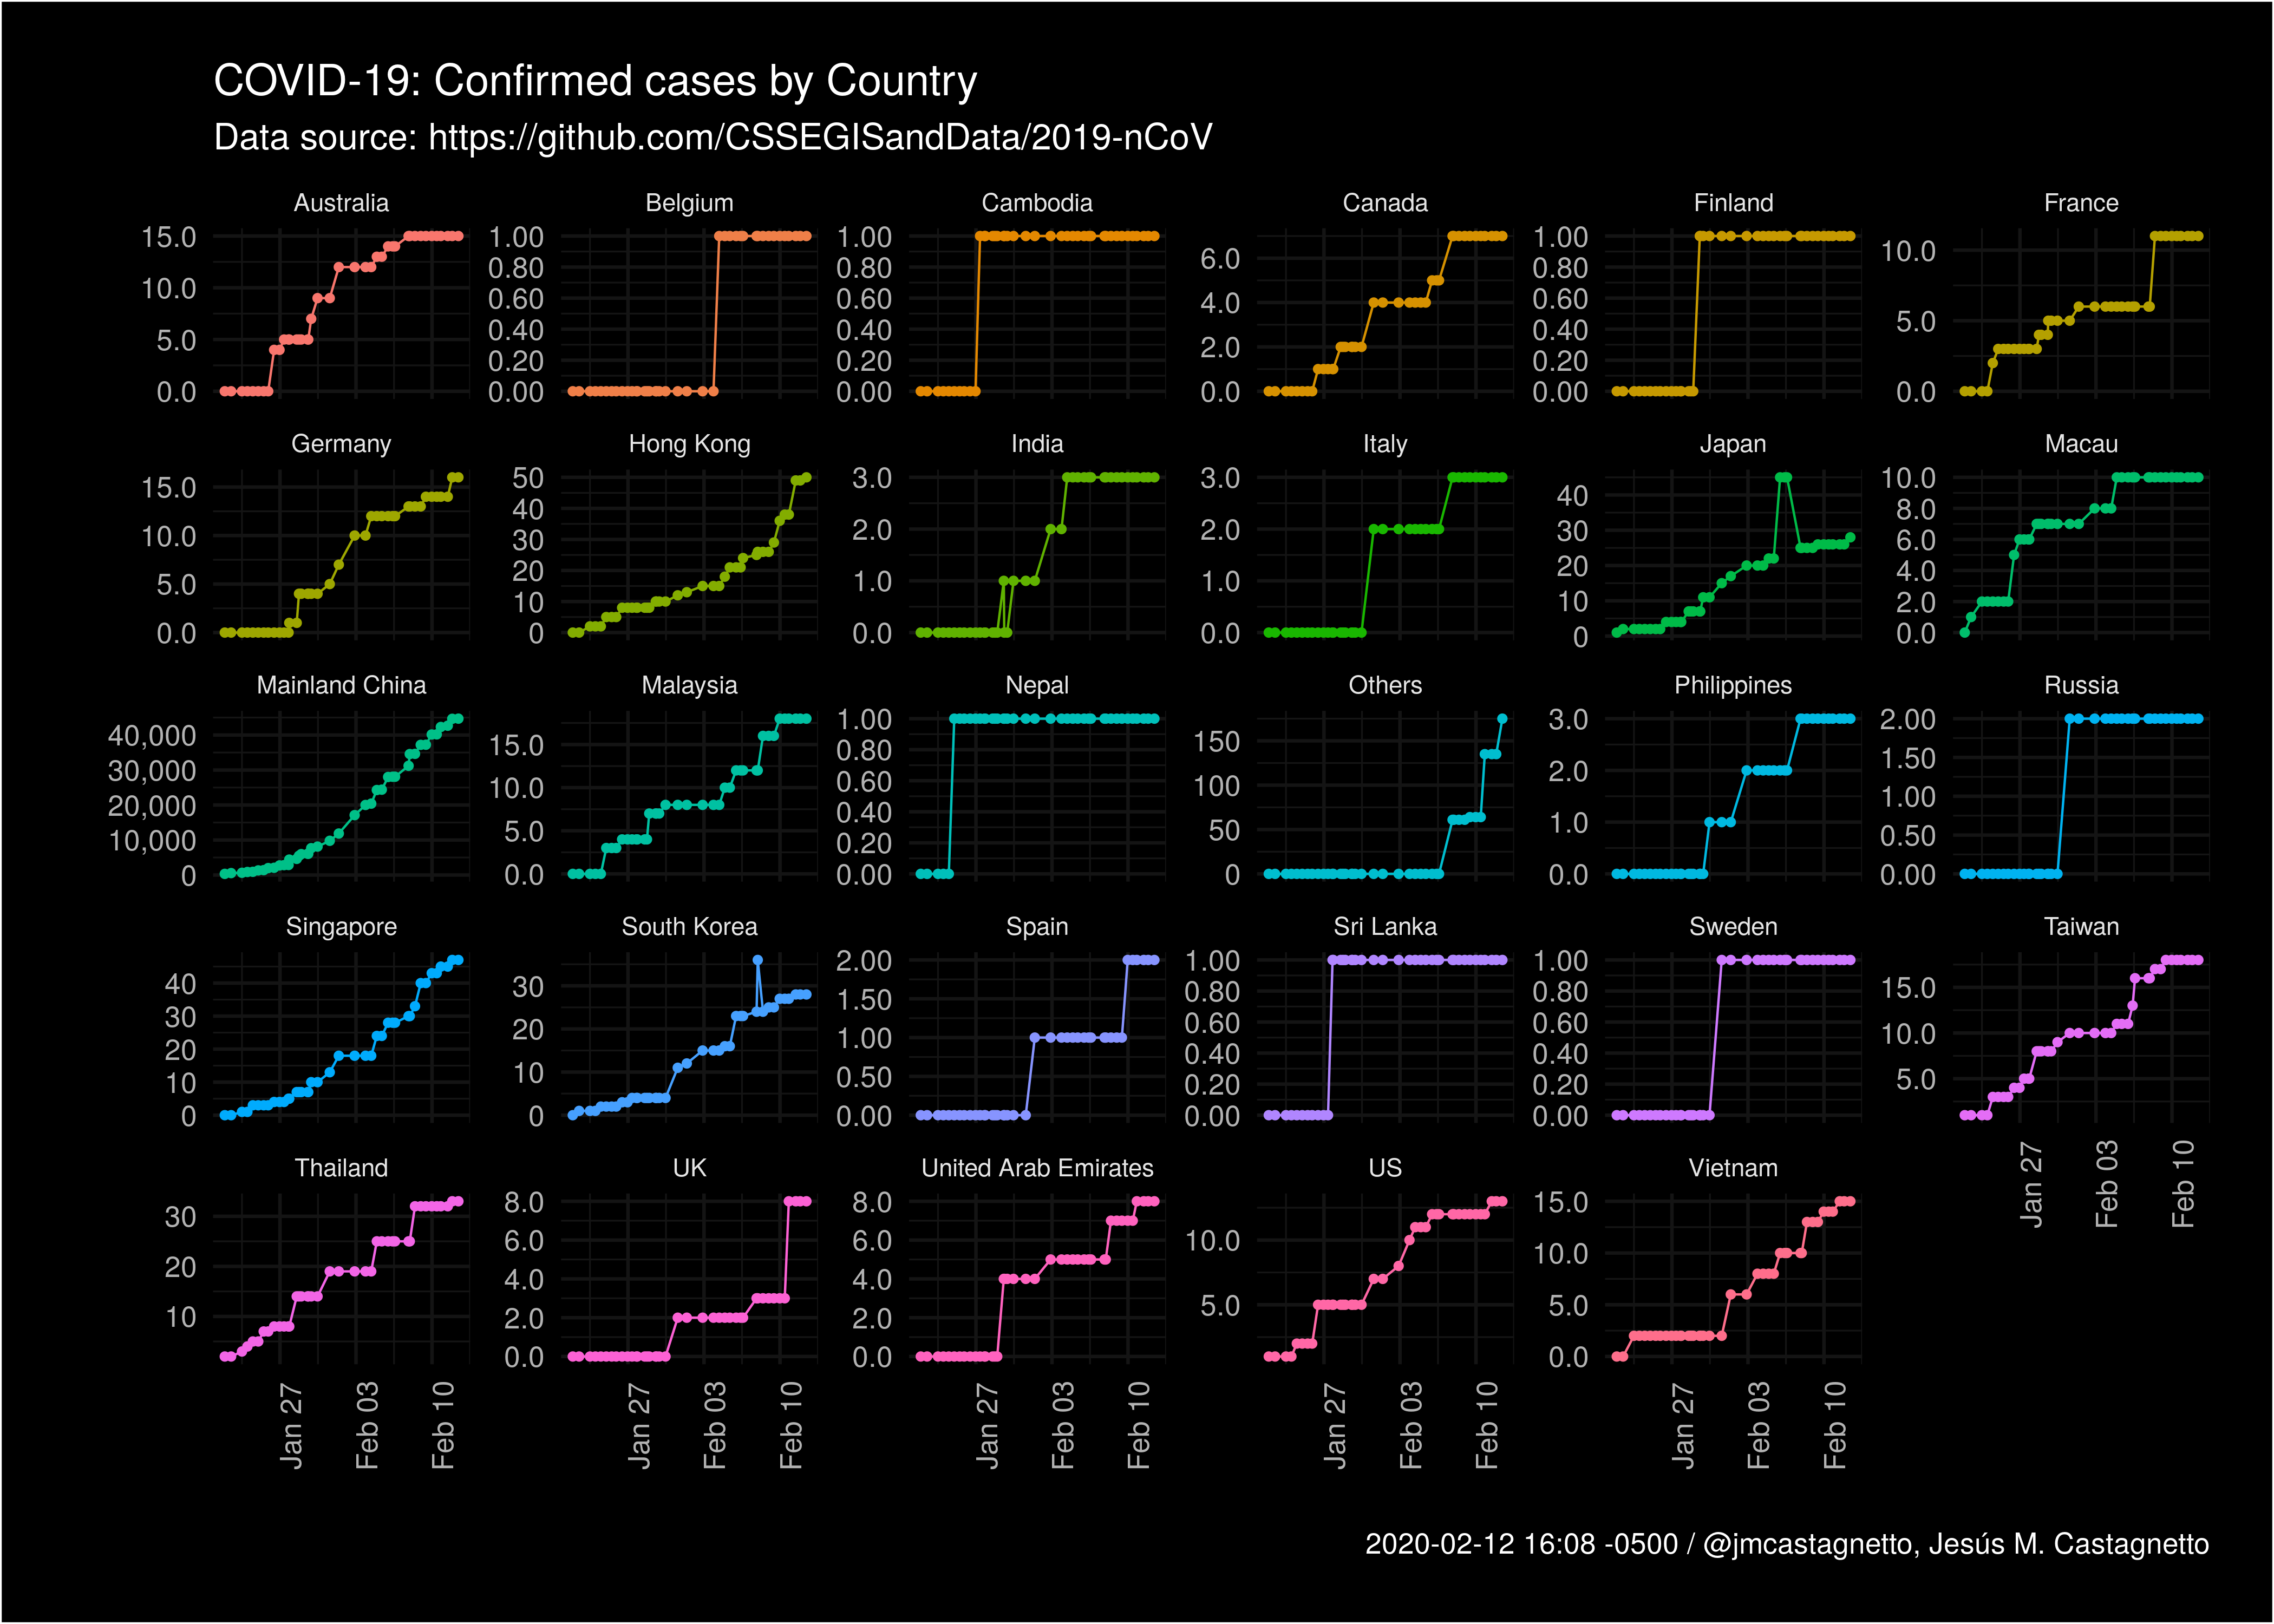 COVID-19: Confirmed cases by Country
Data source: https://github.com/CSSEGISandData/2019-nCoV
Australia
15.0
10.0
5.0
0.0
Belgium
1.00
0.80
0.60
0.40
0.20
0.00
Cambodia
1.00
0.80
0.60
0.40
0.20
0.00
Canada
6.0
4.0
2.0
0.0
Finland
1.00
0.80
0.60
0.40
0.20
0.00
France
10.0
5.0
0.0
Germany
15.0
10.0
5.0
0.0
Hong Kong
50
40
30
20
10
0
India
3.0
2.0
1.0
0.0
Italy
3.0
2.0
1.0
0.0
Japan
40
30
20
10
0
Macau
10.0
8.0
6.0
4.0
2.0
0.0
Mainland China
40,000
30,000
20,000
10,000
0
Malaysia
15.0
10.0
5.0
0.0
Nepal
1.00
0.80
0.60
0.40
0.20
0.00
Others
150
100
50
0
Philippines
3.0
2.0
1.0
0.0
Russia
2.00
1.50
1.00
0.50
0.00
Singapore
40
30
20
10
0
South Korea
30
20
10
0
Spain
2.00
1.50
1.00
0.50
0.00
Sri Lanka
1.00
0.80
0.60
0.40
0.20
0.00
Sweden
1.00
0.80
0.60
0.40
0.20
0.00
Taiwan
15.0
10.0
5.0
Jan 27
Feb 03
Feb 10
Thailand
30
20
10
Jan 27
Feb 03
Feb 10
UK
8.0
6.0
4.0
2.0
0.0
Jan 27
Feb 03
Feb 10
United Arab Emirates
8.0
6.0
4.0
2.0
0.0
Jan 27
Feb 03
Feb 10
US
10.0
5.0
Jan 27
Feb 03
Feb 10
Vietnam
15.0
10.0
5.0
0.0
Jan 27
Feb 03
Feb 10
2020-02-12 16:08 -0500 / @jmcastagnetto, Jesús M. Castagnetto